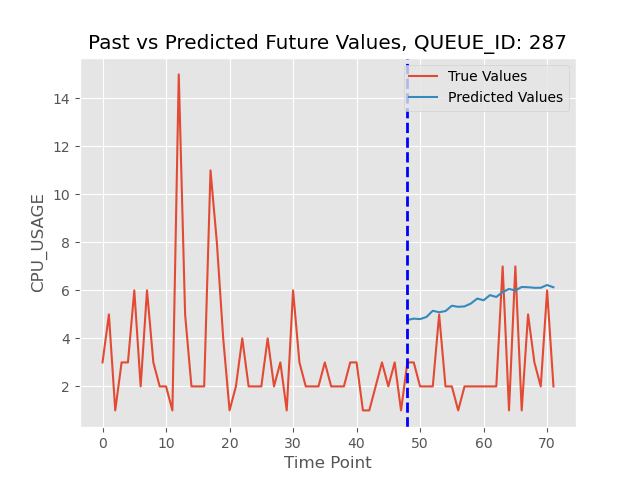 Past vs Predicted Future Values, QUEUE_ID: 287
True Values
Predicted Values
CPU_USAGE
14
12
10
8
6
4
2
0 10 20 30 40 50 60 70
Time Point